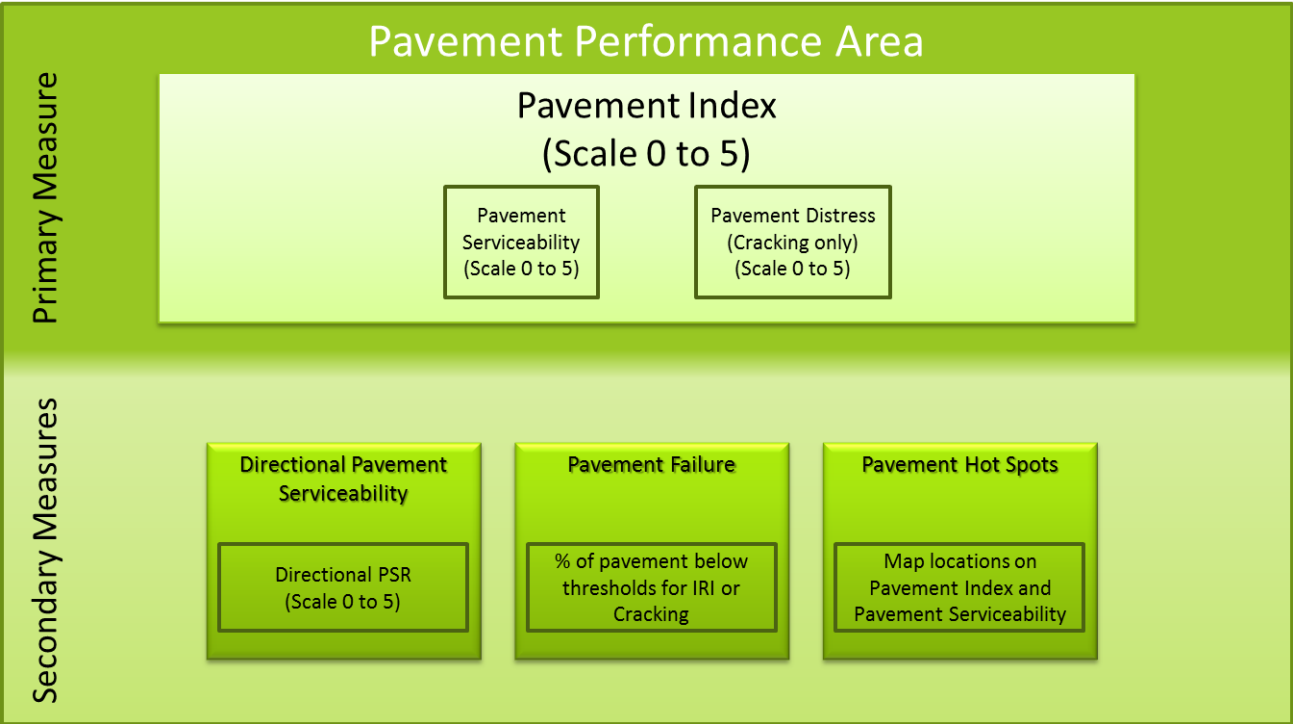 Pavement Performance Area
Primary Measure
Pavement Index
(Scale 0 to 5)
Pavement
Serviceability
(Scale 0 to 5)
Pavement Distress
(Cracking only)
(Scale 0 to 5)
Secondary Measures
Directional Pavement
Serviceability
Directional PSR
(Scale 0 to 5)
Pavement Failure
% of pavement below
thresholds for IRI or
Cracking
Pavement Hot Spots
Map locations on
Pavement Index and
Pavement Serviceability